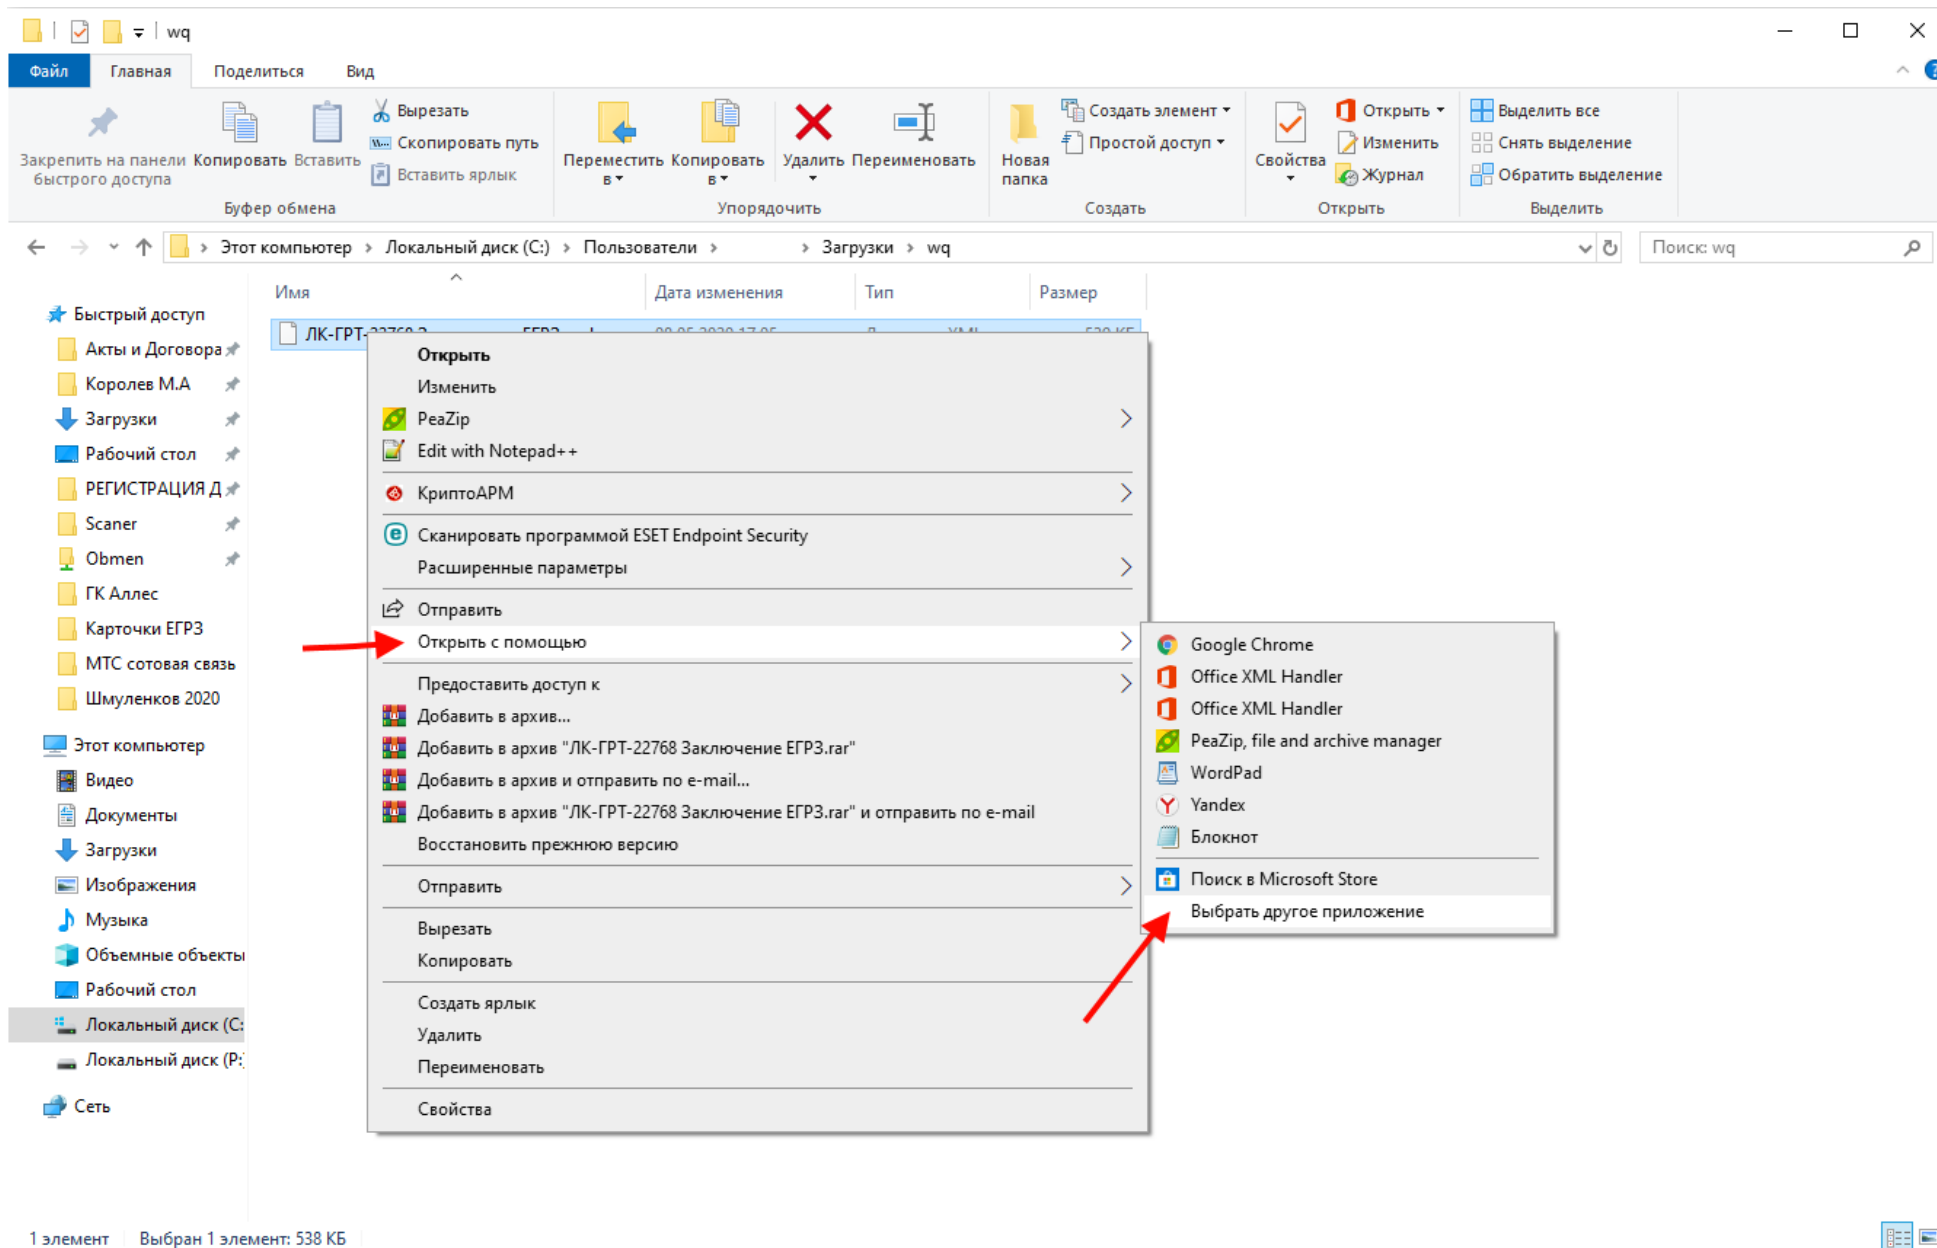 wq
Файл Главная Поделиться Вид
Закрепить на панели быстрого доступа
Копировать
Вставить
Вырезать
Скопировать путь
Вставить ярлык
Буфер обмена
Переместить в
Копировать в
Удалить
Переименовать
Упорядочить
Новая папка
Создать элемент
Простой доступ
Создать
Свойства
Открыть
Изменить
Журнал
Открыть
Выделить все
Снять выделение
Обратить выделение
Выделить
Этот компьютер > Локальный диск (C:) > Пользователи > > Загрузки > wq
Поиск: wq
Имя Дата изменения Тип Размер
ЛК-ГРТ-22768
Быстрый доступ
Акты и Договора
Королев М.А
Загрузки
Рабочий стол
РЕГИСТРАЦИЯ Д
Scaner
Obmen
ГК Аллес
Карточки ЕГРЗ
МТС сотовая связь
Шмуленков 2020
Этот компьютер
Видео
Документы
Загрузки
Изображения
Музыка
Объемные объекты
Рабочий стол
Локальный диск (C:
Локальный диск (P:
Сеть
Открыть
Изменить
PeaZip
Edit with Notepad++
КриптоАРМ
Сканировать программой ESET Endpoint Security
Расширенные параметры
Отправить
Открыть с помощью
Предоставить доступ к
Добавить в архив...
Добавить в архив "ЛК-ГРТ-22768 Заключение ЕГРЗ.rar"
Добавить в архив и отправить по e-mail...
Добавить в архив "ЛК-ГРТ-22768 Заключение ЕГРЗ.rar" и отправить по e-mail
Восстановить прежнюю версию
Отправить
Вырезать
Копировать
Создать ярлык
Удалить
Переименовать
Свойства
Google Chrome
Office XML Handler
Office XML Handler
PeaZip, file and archive manager
WordPad
Yandex
Блокнот
Поиск в Microsoft Store
Выбрать другое приложение
1 элемент Выбран 1 элемент: 538 КБ